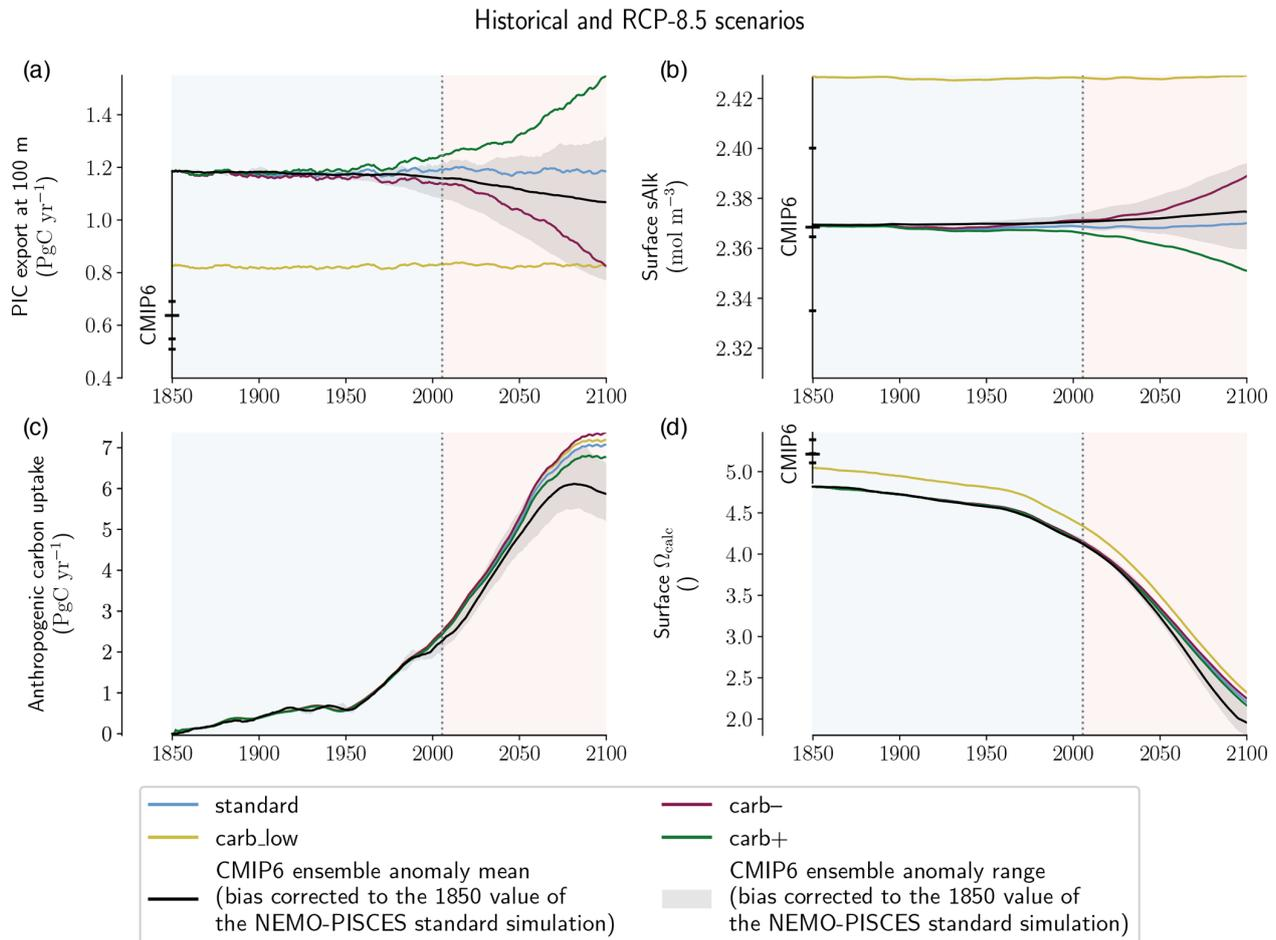 Historical and RCP-8.5 scenarios
(a)
PIC export at 100 m
(PgC yr⁻¹)
1.4
1.2
1.0
0.8
0.6
0.4
CMIP6
1850 1900 1950 2000 2050 2100
(b)
Surface sAlk
(mol m⁻³)
2.42
2.40
2.38
2.36
2.34
2.32
CMIP6
1850 1900 1950 2000 2050 2100
(c)
Anthropogenic carbon uptake
(PgC yr⁻¹)
7
6
5
4
3
2
1
0
1850 1900 1950 2000 2050 2100
(d)
Surface Ωcalc
()
CMIP6
5.0
4.5
4.0
3.5
3.0
2.5
2.0
1850 1900 1950 2000 2050 2100
standard
carb_low
CMIP6 ensemble anomaly mean
(bias corrected to the 1850 value of
the NEMO-PISCES standard simulation)
carb–
carb+
CMIP6 ensemble anomaly range
(bias corrected to the 1850 value of
the NEMO-PISCES standard simulation)